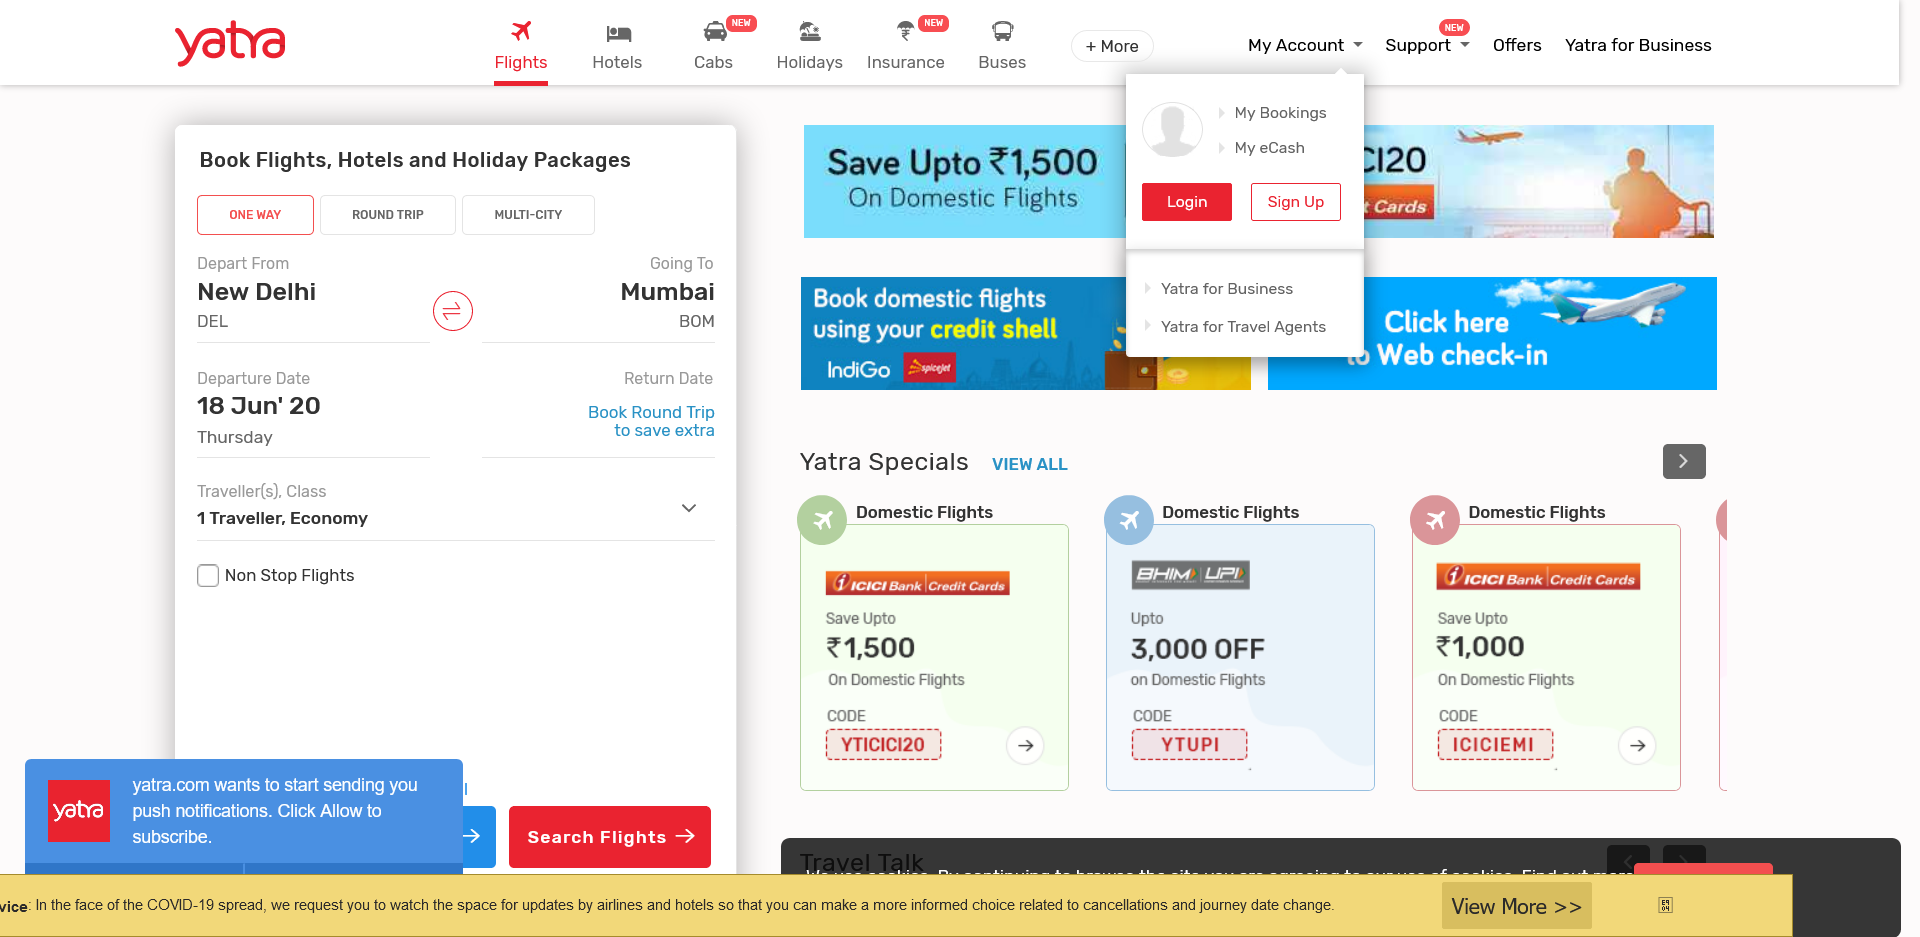 yatra
Flights
Hotels
NEW
Cabs
Holidays
NEW
Insurance
Buses
+ More
My Account
NEW
Support
Offers
Yatra for Business
My Bookings
My eCash
Login
Sign Up
Yatra for Business
Yatra for Travel Agents
Book Flights, Hotels and Holiday Packages
ONE WAY
ROUND TRIP
MULTI-CITY
Depart From
New Delhi
DEL
Going To
Mumbai
BOM
Departure Date
18 Jun' 20
Thursday
Return Date
Book Round Trip
to save extra
Traveller(s), Class
1 Traveller, Economy
Non Stop Flights
Search Flights
Save Upto ₹1,500
On Domestic Flights
CI20
t Cards
Book domestic flights
using your credit shell
IndiGo
spicejet
Click here
to Web check-in
Yatra Specials
VIEW ALL
Domestic Flights
ICICI Bank Credit Cards
Save Upto
₹1,500
On Domestic Flights
CODE
YTICICI20
Domestic Flights
BHIM UPI
Upto
3,000 OFF
on Domestic Flights
CODE
YTUPI
Domestic Flights
ICICI Bank Credit Cards
Save Upto
₹1,000
On Domestic Flights
CODE
ICICIEMI
yatra
yatra.com wants to start sending you
push notifications. Click Allow to
subscribe.
Travel Talk
We use cookies. By continuing to browse the site you are agreeing to our use of cookies. Find out more
vice: In the face of the COVID-19 spread, we request you to watch the space for updates by airlines and hotels so that you can make a more informed choice related to cancellations and journey date change.
View More >>